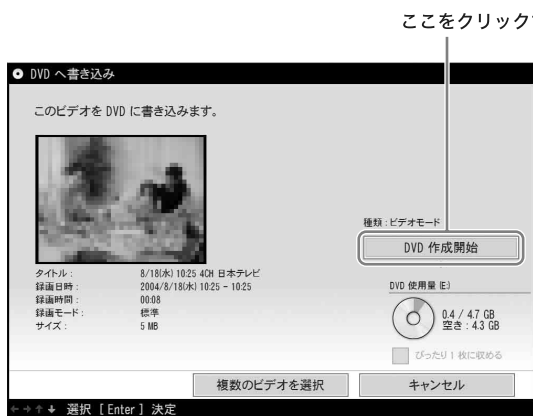 ここをクリック
DVD へ書き込み
このビデオを DVD に書き込みます。
種類 : ビデオモード
DVD 作成開始
タイトル : 8/18(水) 10:25 4CH 日本テレビ
録画日時 : 2004/8/18(水) 10:25 - 10:25
録画時間 : 00:08
録画モード : 標準
サイズ : 5 MB
DVD 使用量 (E:)
0.4 / 4.7 GB
空き : 4.3 GB
ぴったり 1 枚に収める
複数のビデオを選択
キャンセル
←→↑↓ 選択 [ Enter ] 決定